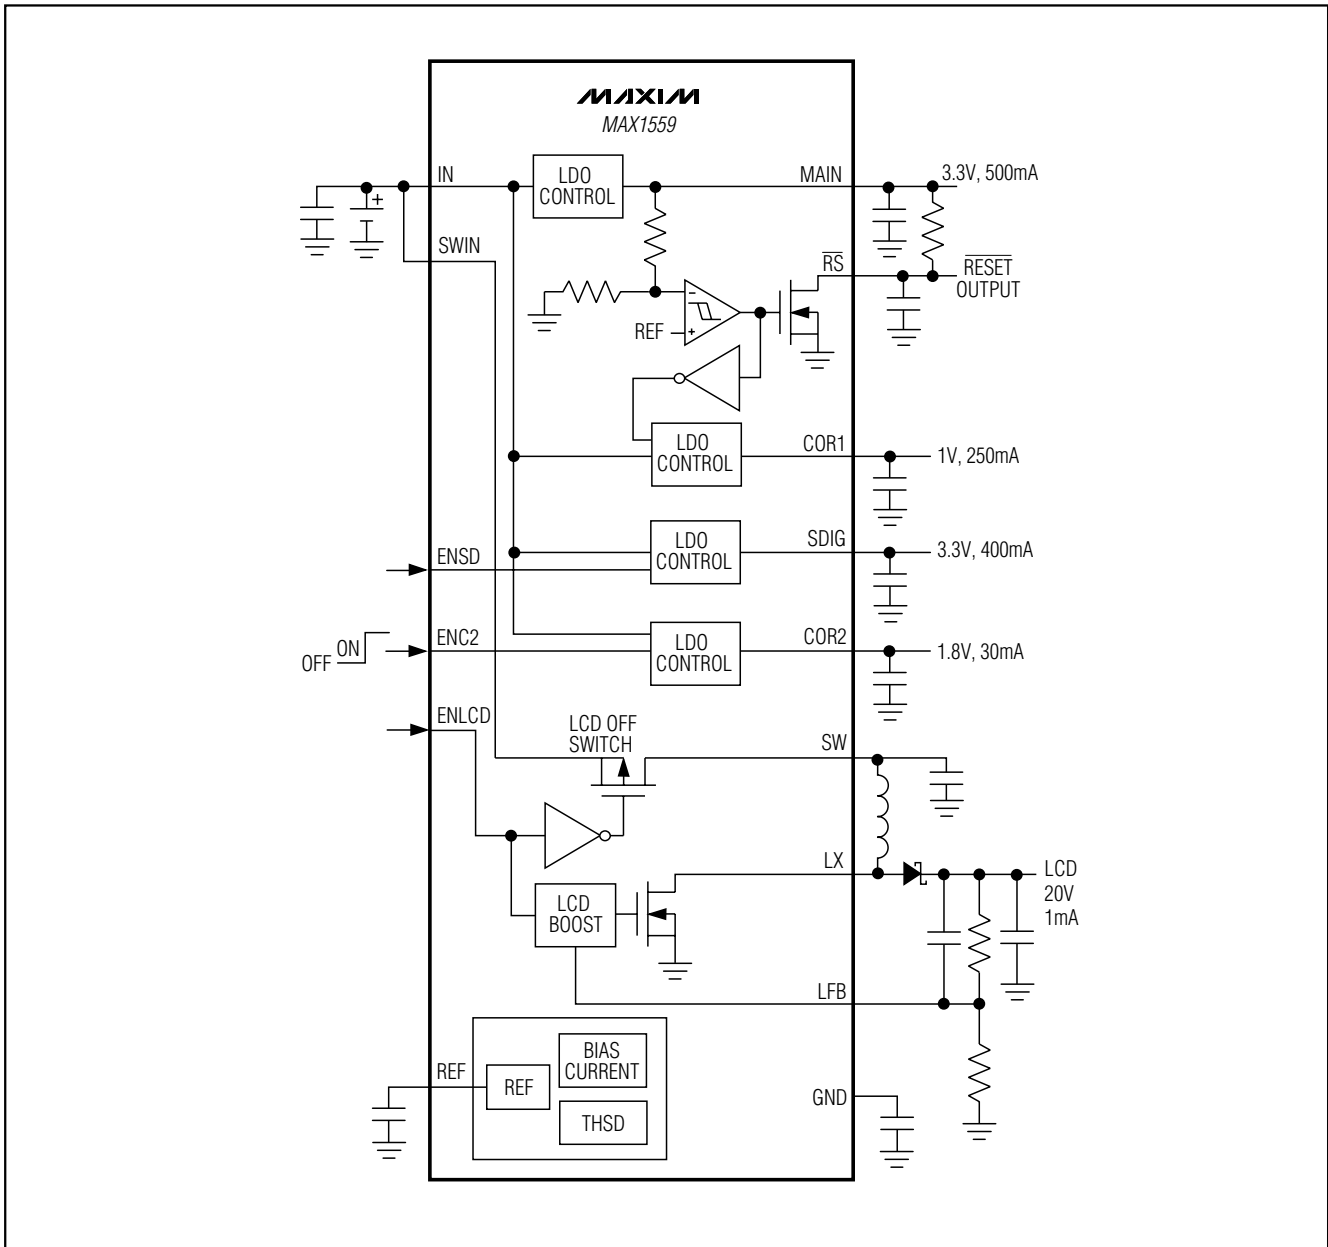 MAXIM
MAX1559
IN
LDO
CONTROL
MAIN
3.3V, 500mA
+
SWIN
RS
RESET
OUTPUT
-
REF
+
LDO
CONTROL
COR1
1V, 250mA
ENSD
LDO
CONTROL
SDIG
3.3V, 400mA
OFF
ON
ENC2
LDO
CONTROL
COR2
1.8V, 30mA
ENLCD
LCD OFF
SWITCH
SW
LX
LCD
20V
1mA
LCD
BOOST
LFB
REF
REF
BIAS
CURRENT
THSD
GND